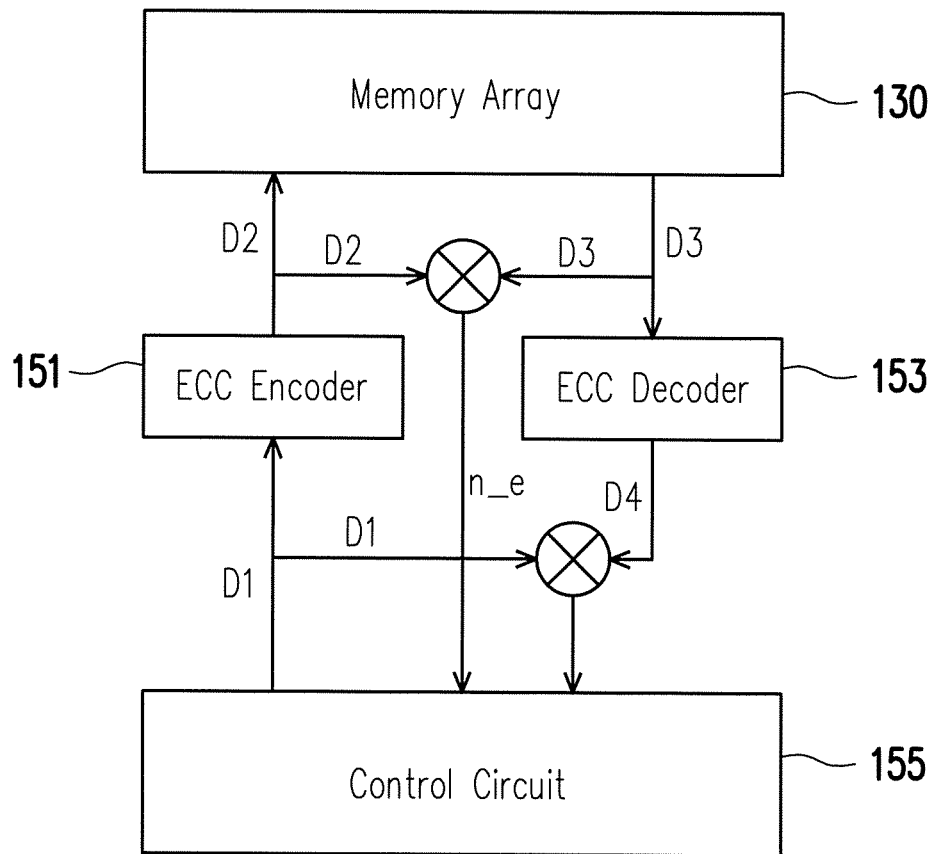 Memory Array
130
D2
D2
D3
D3
151
ECC Encoder
ECC Decoder
153
n_e
D4
D1
D1
Control Circuit
155